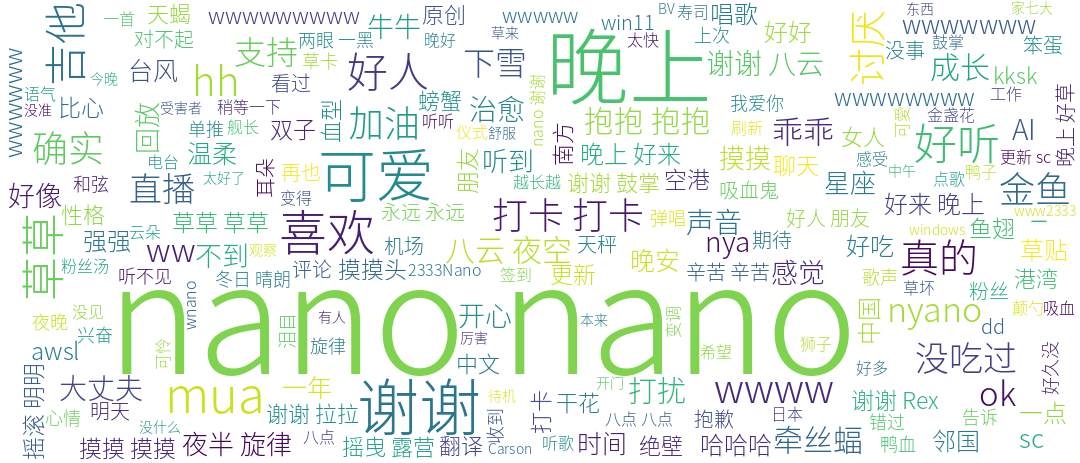 nano nano
晚上
谢谢
可爱
喜欢
mua
草草
吉他
wwwwwwwww
天蝎
一首
对不起
台风
支持
hh
两眼 一黑
草卡
看过
牛牛
原创
晚好
好人
wwwww
草来
下雪
win11
太快
BV
寿司
唱歌
上次
谢谢 八云
好好
没事
讨厌
东西
wwwwwww
鼓掌
成长
笨蛋
家七大
kksk
工作
wwwwwwww
今晚
语气
没准
比心
受害者
稍等一下
回放
单推
舰长
双子
血型
加油
螃蟹
听听
治愈
仪式
舒服
nano 谢谢
南方
抱抱 抱抱
我爱你
刷新
乖乖
女人
可爱
金盏花
好听
AI
晚上 好草
更新 sc
确实
温柔
电台
太好了
耳朵
再也
变得
朋友
听到
越长越
晚上 好来
谢谢 鼓掌
空港
摸摸
聊天
吸血鬼
感受
中午
星座
点歌
鸭子
金鱼
www2333
好像
和弦
直播
性格
草草 草草
强强
云朵
粉丝汤
ww
不到
观察
永远 永远
机场
打卡 打卡
八云 夜空
天秤
弹唱
声音
nya
期待
好人 朋友
好来 晚上
好吃
真的
windows
鱼翅
草贴
听不见
冬日 晴朗
评论
摸摸头
2333Nano
签到
更新
晚安
辛苦 辛苦
感觉
歌声
草坏
粉丝
港湾
颠勺
吸血
夜晚
没见
兴奋
可怜
wnano
泪目
有人
旋律
厉害
开心
中文
本来
变调
希望
狮子
中国
nyano
dd
好多
没吃过
好久没
awsl
摇滚 明明
大丈夫
心情
明天
没什么
摸摸 摸摸
一年
谢谢 拉拉
夜半 旋律
八点
摇曳 露营
翻译
收到
待机
Carson
开门
打卡
干花
听歌
八点 八点
时间
打扰
绝壁
抱歉
wwww
哈哈哈
日本
牵丝蝠
谢谢 Rex
错过
鸭血
ok
告诉
邻国
一点
sc